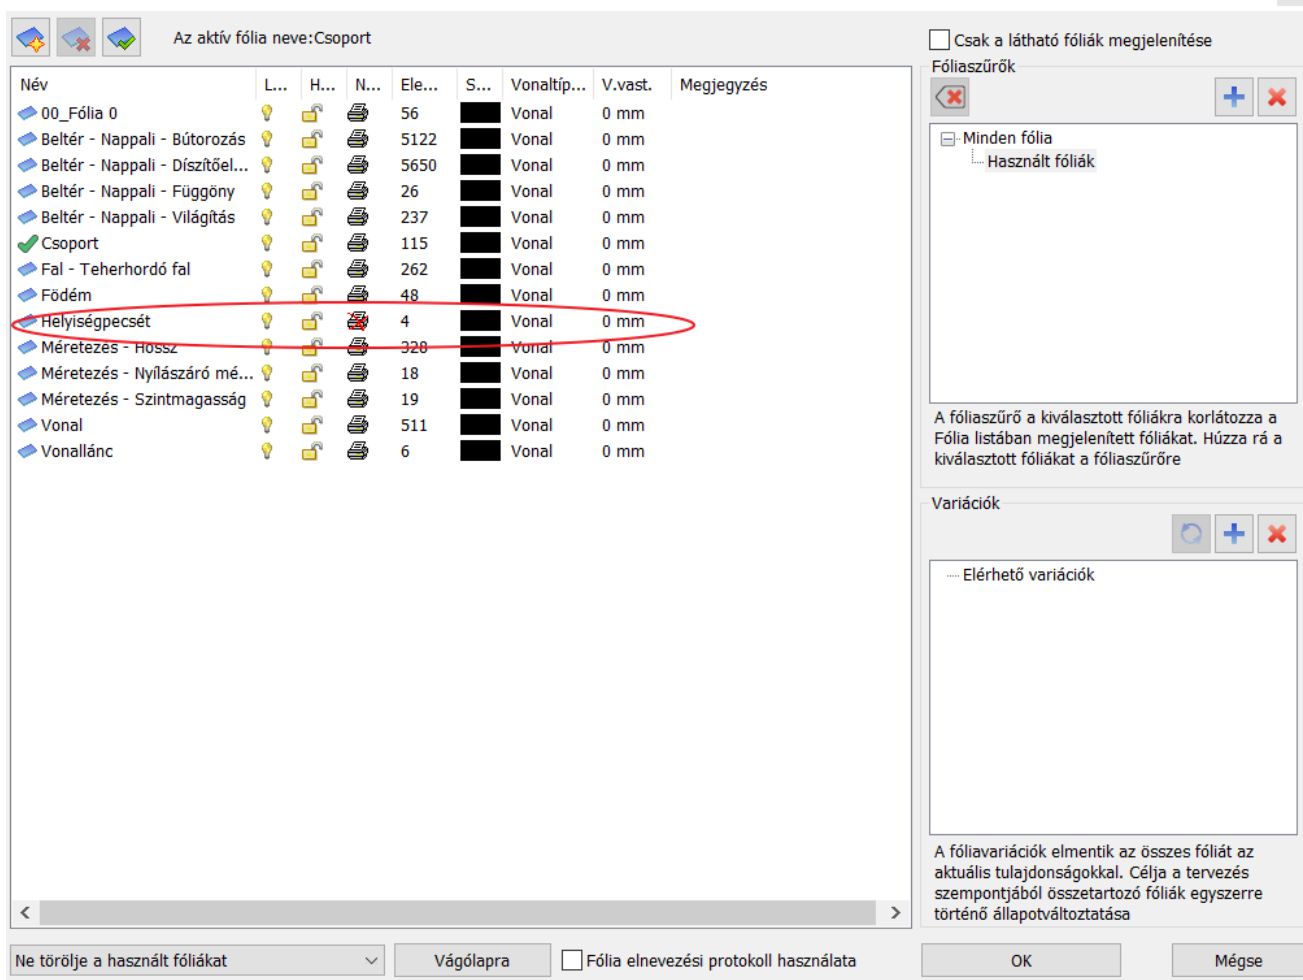 Az aktív fólia neve:Csoport
Csak a látható fóliák megjelenítése
Név L... H... N... Ele... S... Vonaltíp... V.vast. Megjegyzés
00_Fólia 0 56 Vonal 0 mm
Beltér - Nappali - Bútorozás 5122 Vonal 0 mm
Beltér - Nappali - Díszítőel... 5650 Vonal 0 mm
Beltér - Nappali - Függöny 26 Vonal 0 mm
Beltér - Nappali - Világítás 237 Vonal 0 mm
Csoport 115 Vonal 0 mm
Fal - Teherhordó fal 262 Vonal 0 mm
Födém 48 Vonal 0 mm
Helyiségpecsét 4 Vonal 0 mm
Méretezés - Hossz 328 Vonal 0 mm
Méretezés - Nyílászáró mé... 18 Vonal 0 mm
Méretezés - Szintmagasság 19 Vonal 0 mm
Vonal 511 Vonal 0 mm
Vonallánc 6 Vonal 0 mm
Fóliaszűrők
Minden fólia
Használt fóliák
A fóliaszűrő a kiválasztott fóliákra korlátozza a
Fólia listában megjelenített fóliákat. Húzza rá a
kiválasztott fóliákat a fóliaszűrőre
Variációk
Elérhető variációk
A fóliavariációk elmentik az összes fóliát az
aktuális tulajdonságokkal. Célja a tervezés
szempontjából összetartozó fóliák egyszerre
történő állapotváltoztatása
Ne törölje a használt fóliákat
Vágólapra
Fólia elnevezési protokoll használata
OK
Mégse